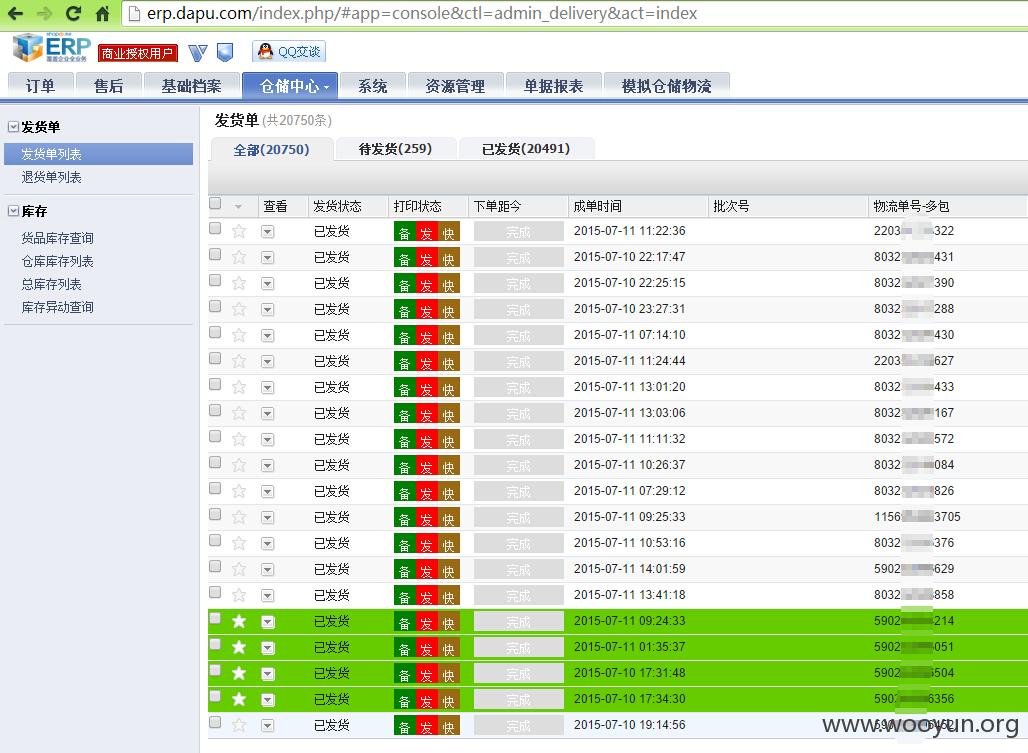 erp.dapu.com/index.php/#app=console&ctl=admin_delivery&act=index
ERP 商业授权用户 QQ交谈
订单 售后 基础档案 仓储中心 系统 资源管理 单据报表 模拟仓储物流
发货单
发货单列表
退货单列表
库存
货品库存查询
仓库库存列表
总库存列表
库存异动查询
发货单 (共20750条)
全部(20750) 待发货(259) 已发货(20491)
查看 发货状态 打印状态 下单距今 成单时间 批次号 物流单号-多包
已发货 备 发 快 完成 2015-07-11 11:22:36 2203 322
已发货 备 发 快 完成 2015-07-10 22:17:47 8032 431
已发货 备 发 快 完成 2015-07-10 22:25:15 8032 390
已发货 备 发 快 完成 2015-07-10 23:27:31 8032 288
已发货 备 发 快 完成 2015-07-11 07:14:10 8032 430
已发货 备 发 快 完成 2015-07-11 11:24:44 2203 627
已发货 备 发 快 完成 2015-07-11 13:01:20 8032 433
已发货 备 发 快 完成 2015-07-11 13:03:06 8032 167
已发货 备 发 快 完成 2015-07-11 11:11:32 8032 572
已发货 备 发 快 完成 2015-07-11 10:26:37 8032 084
已发货 备 发 快 完成 2015-07-11 07:29:12 8032 826
已发货 备 发 快 完成 2015-07-11 09:25:33 1156 3705
已发货 备 发 快 完成 2015-07-11 10:53:16 8032 376
已发货 备 发 快 完成 2015-07-11 14:01:59 5902 629
已发货 备 发 快 完成 2015-07-11 13:41:18 8032 858
已发货 备 发 快 完成 2015-07-11 09:24:33 5902 214
已发货 备 发 快 完成 2015-07-11 01:35:37 5902 051
已发货 备 发 快 完成 2015-07-10 17:31:48 5902 504
已发货 备 发 快 完成 2015-07-10 17:34:30 5902 6356
已发货 备 发 快 完成 2015-07-10 19:14:56
www.wooyun.org